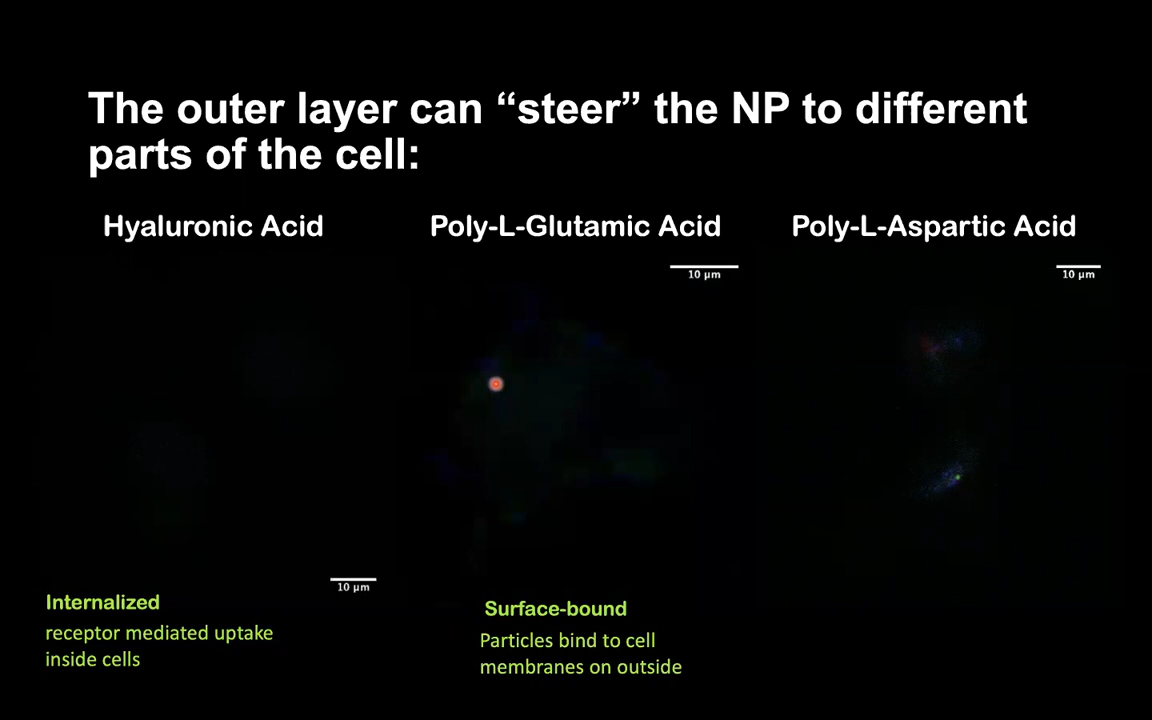 The outer layer can “steer” the NP to different
parts of the cell:
Hyaluronic Acid
Poly-L-Glutamic Acid
Poly-L-Aspartic Acid
10 µm
10 µm
10 µm
Internalized
receptor mediated uptake
inside cells
Surface-bound
Particles bind to cell
membranes on outside